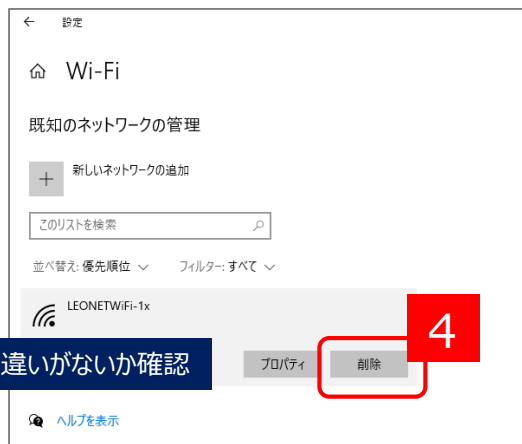 ← 設定
Wi-Fi
既知のネットワークの管理
+ 新しいネットワークの追加
このリストを検索
並べ替え: 優先順位 フィルター: すべて
LEONETWiFi-1x
4
違いがないか確認
プロパティ 削除
ヘルプを表示